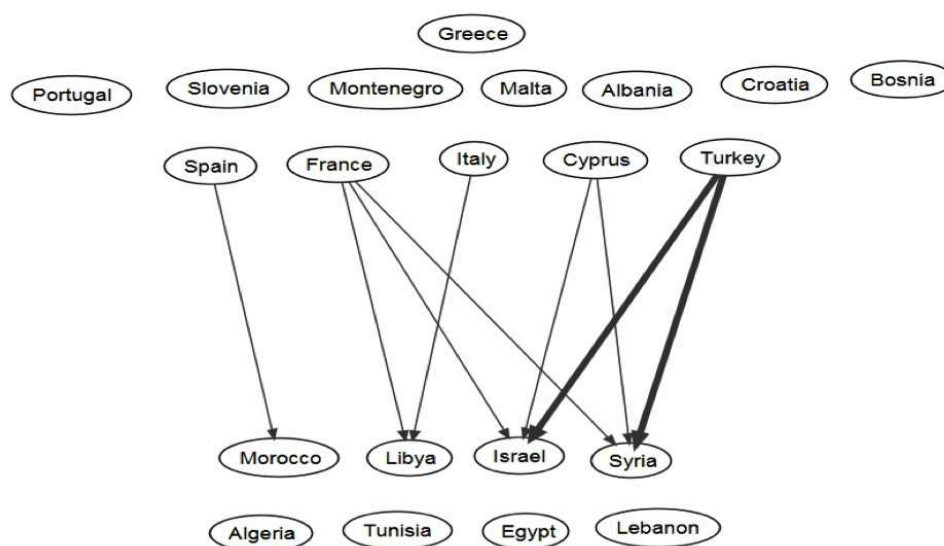 Greece
Portugal Slovenia Montenegro Malta Albania Croatia Bosnia
Spain France Italy Cyprus Turkey
Morocco Libya Israel Syria
Algeria Tunisia Egypt Lebanon